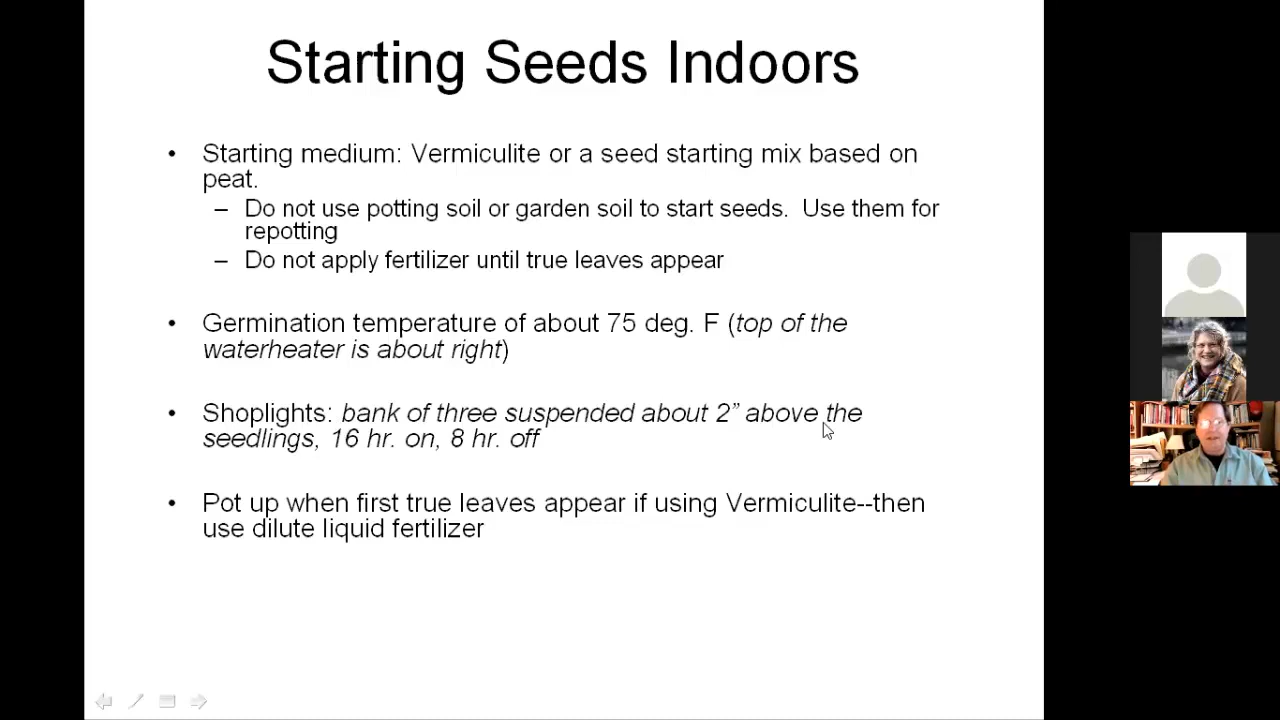 Starting Seeds Indoors
• Starting medium: Vermiculite or a seed starting mix based on
peat.
– Do not use potting soil or garden soil to start seeds.  Use them for
repotting
– Do not apply fertilizer until true leaves appear
• Germination temperature of about 75 deg. F (top of the
waterheater is about right)
• Shoplights: bank of three suspended about 2” above the
seedlings, 16 hr. on, 8 hr. off
• Pot up when first true leaves appear if using Vermiculite--then
use dilute liquid fertilizer